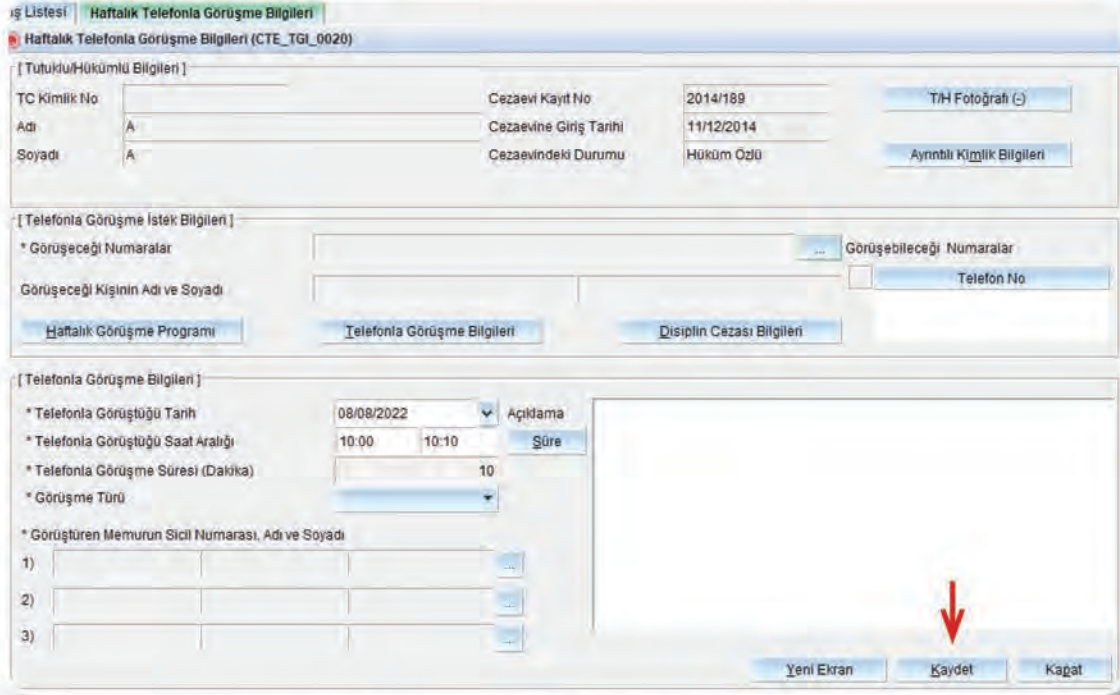 ış Listesi Haftalık Telefonla Görüşme Bilgileri
Haftalık Telefonla Görüşme Bilgileri (CTE_TGI_0020)
[ Tutuklu/Hükümlü Bilgileri ]
TC Kimlik No Cezaevi Kayıt No 2014/189 T/H Fotoğrafı (-)
Adı A Cezaevine Giriş Tarihi 11/12/2014
Soyadı A Cezaevindeki Durumu Hüküm Özlü Ayrıntılı Kimlik Bilgileri
[ Telefonla Görüşme İstek Bilgileri ]
* Görüşeceği Numaralar ... Görüşebileceği Numaralar
Telefon No
Görüşeceği Kişinin Adı ve Soyadı
Haftalık Görüşme Programı Telefonla Görüşme Bilgileri Disiplin Cezası Bilgileri
[ Telefonla Görüşme Bilgileri ]
* Telefonla Görüştüğü Tarih 08/08/2022 Açıklama
* Telefonla Görüştüğü Saat Aralığı 10:00 10:10 Süre
* Telefonla Görüşme Süresi (Dakika) 10
* Görüşme Türü
* Görüştüren Memurun Sicil Numarası, Adı ve Soyadı
1) ...
2) ...
3) ...
Yeni Ekran Kaydet Kapat